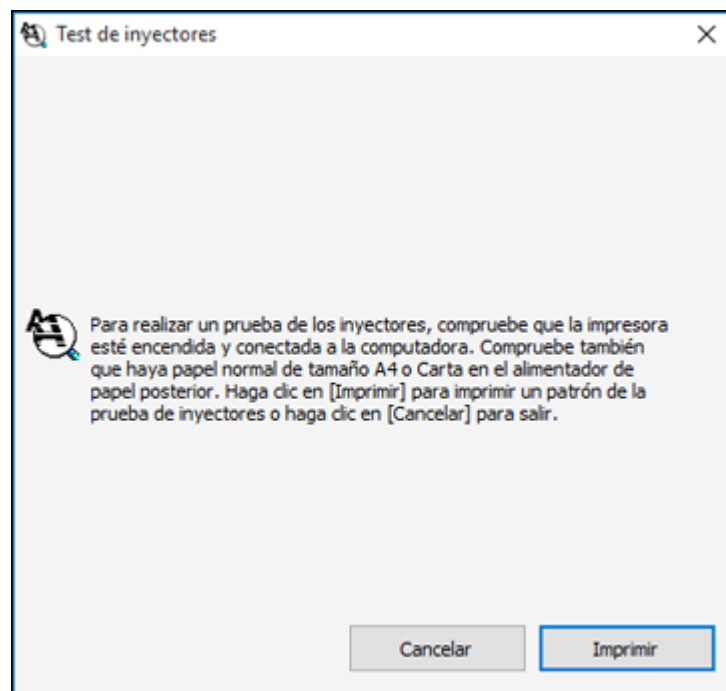 Test de inyectores
Para realizar un prueba de los inyectores, compruebe que la impresora
esté encendida y conectada a la computadora. Compruebe también
que haya papel normal de tamaño A4 o Carta en el alimentador de
papel posterior. Haga clic en [Imprimir] para imprimir un patrón de la
prueba de inyectores o haga clic en [Cancelar] para salir.
Cancelar
Imprimir